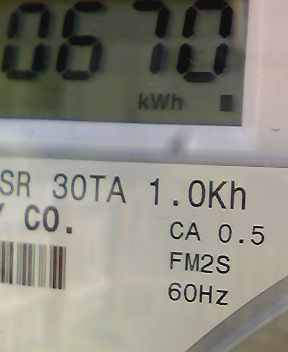 0670
kWh
SR 30TA 1.0Kh
Y CO.
CA 0.5
FM2S
60Hz